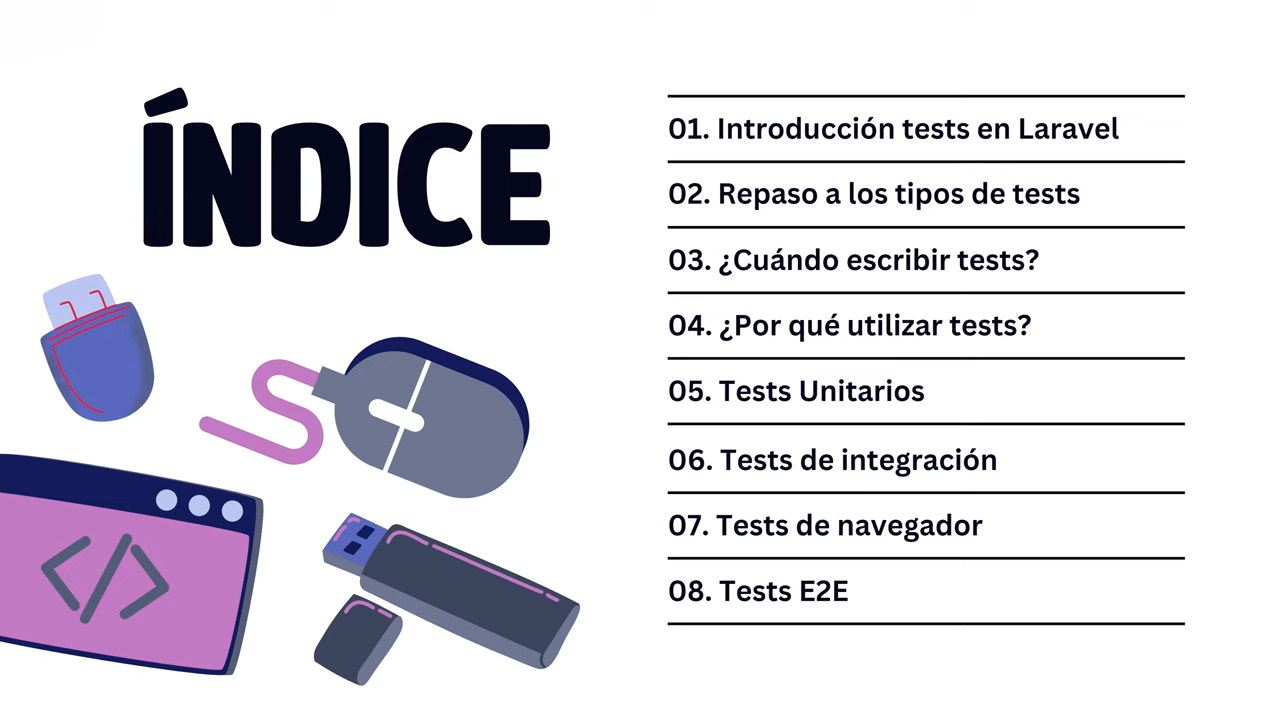 ÍNDICE
01. Introducción tests en Laravel
02. Repaso a los tipos de tests
03. ¿Cuándo escribir tests?
04. ¿Por qué utilizar tests?
05. Tests Unitarios
06. Tests de integración
07. Tests de navegador
08. Tests E2E
</>